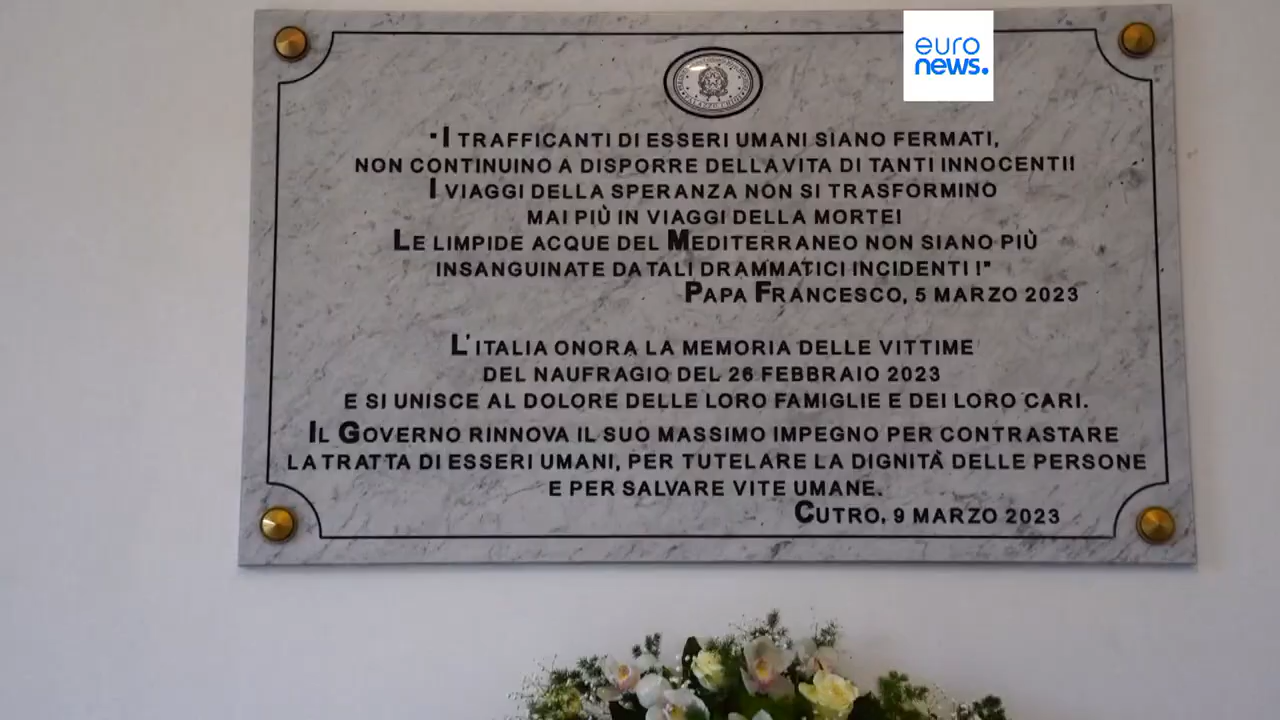 euro
news.
"I TRAFFICANTI DI ESSERI UMANI SIANO FERMATI,
NON CONTINUINO A DISPORRE DELLA VITA DI TANTI INNOCENTI!
I VIAGGI DELLA SPERANZA NON SI TRASFORMINO
MAI PIÙ IN VIAGGI DELLA MORTE!
LE LIMPIDE ACQUE DEL MEDITERRANEO NON SIANO PIÙ
INSANGUINATE DA TALI DRAMMATICI INCIDENTI !"
PAPA FRANCESCO, 5 MARZO 2023
L'ITALIA ONORA LA MEMORIA DELLE VITTIME
DEL NAUFRAGIO DEL 26 FEBBRAIO 2023
E SI UNISCE AL DOLORE DELLE LORO FAMIGLIE E DEI LORO CARI.
IL GOVERNO RINNOVA IL SUO MASSIMO IMPEGNO PER CONTRASTARE
LA TRATTA DI ESSERI UMANI, PER TUTELARE LA DIGNITÀ DELLE PERSONE
E PER SALVARE VITE UMANE.
CUTRO, 9 MARZO 2023